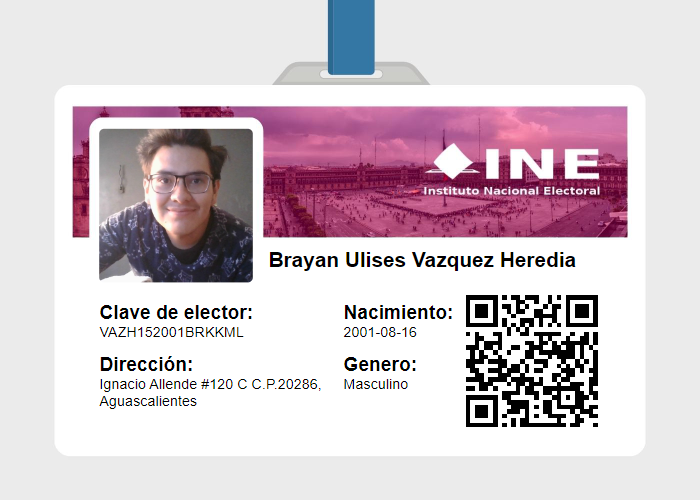 INE
Instituto Nacional Electoral
Brayan Ulises Vazquez Heredia
Clave de elector:
VAZH152001BRKKML
Nacimiento:
2001-08-16
Dirección:
Ignacio Allende #120 C C.P.20286,
Aguascalientes
Genero:
Masculino